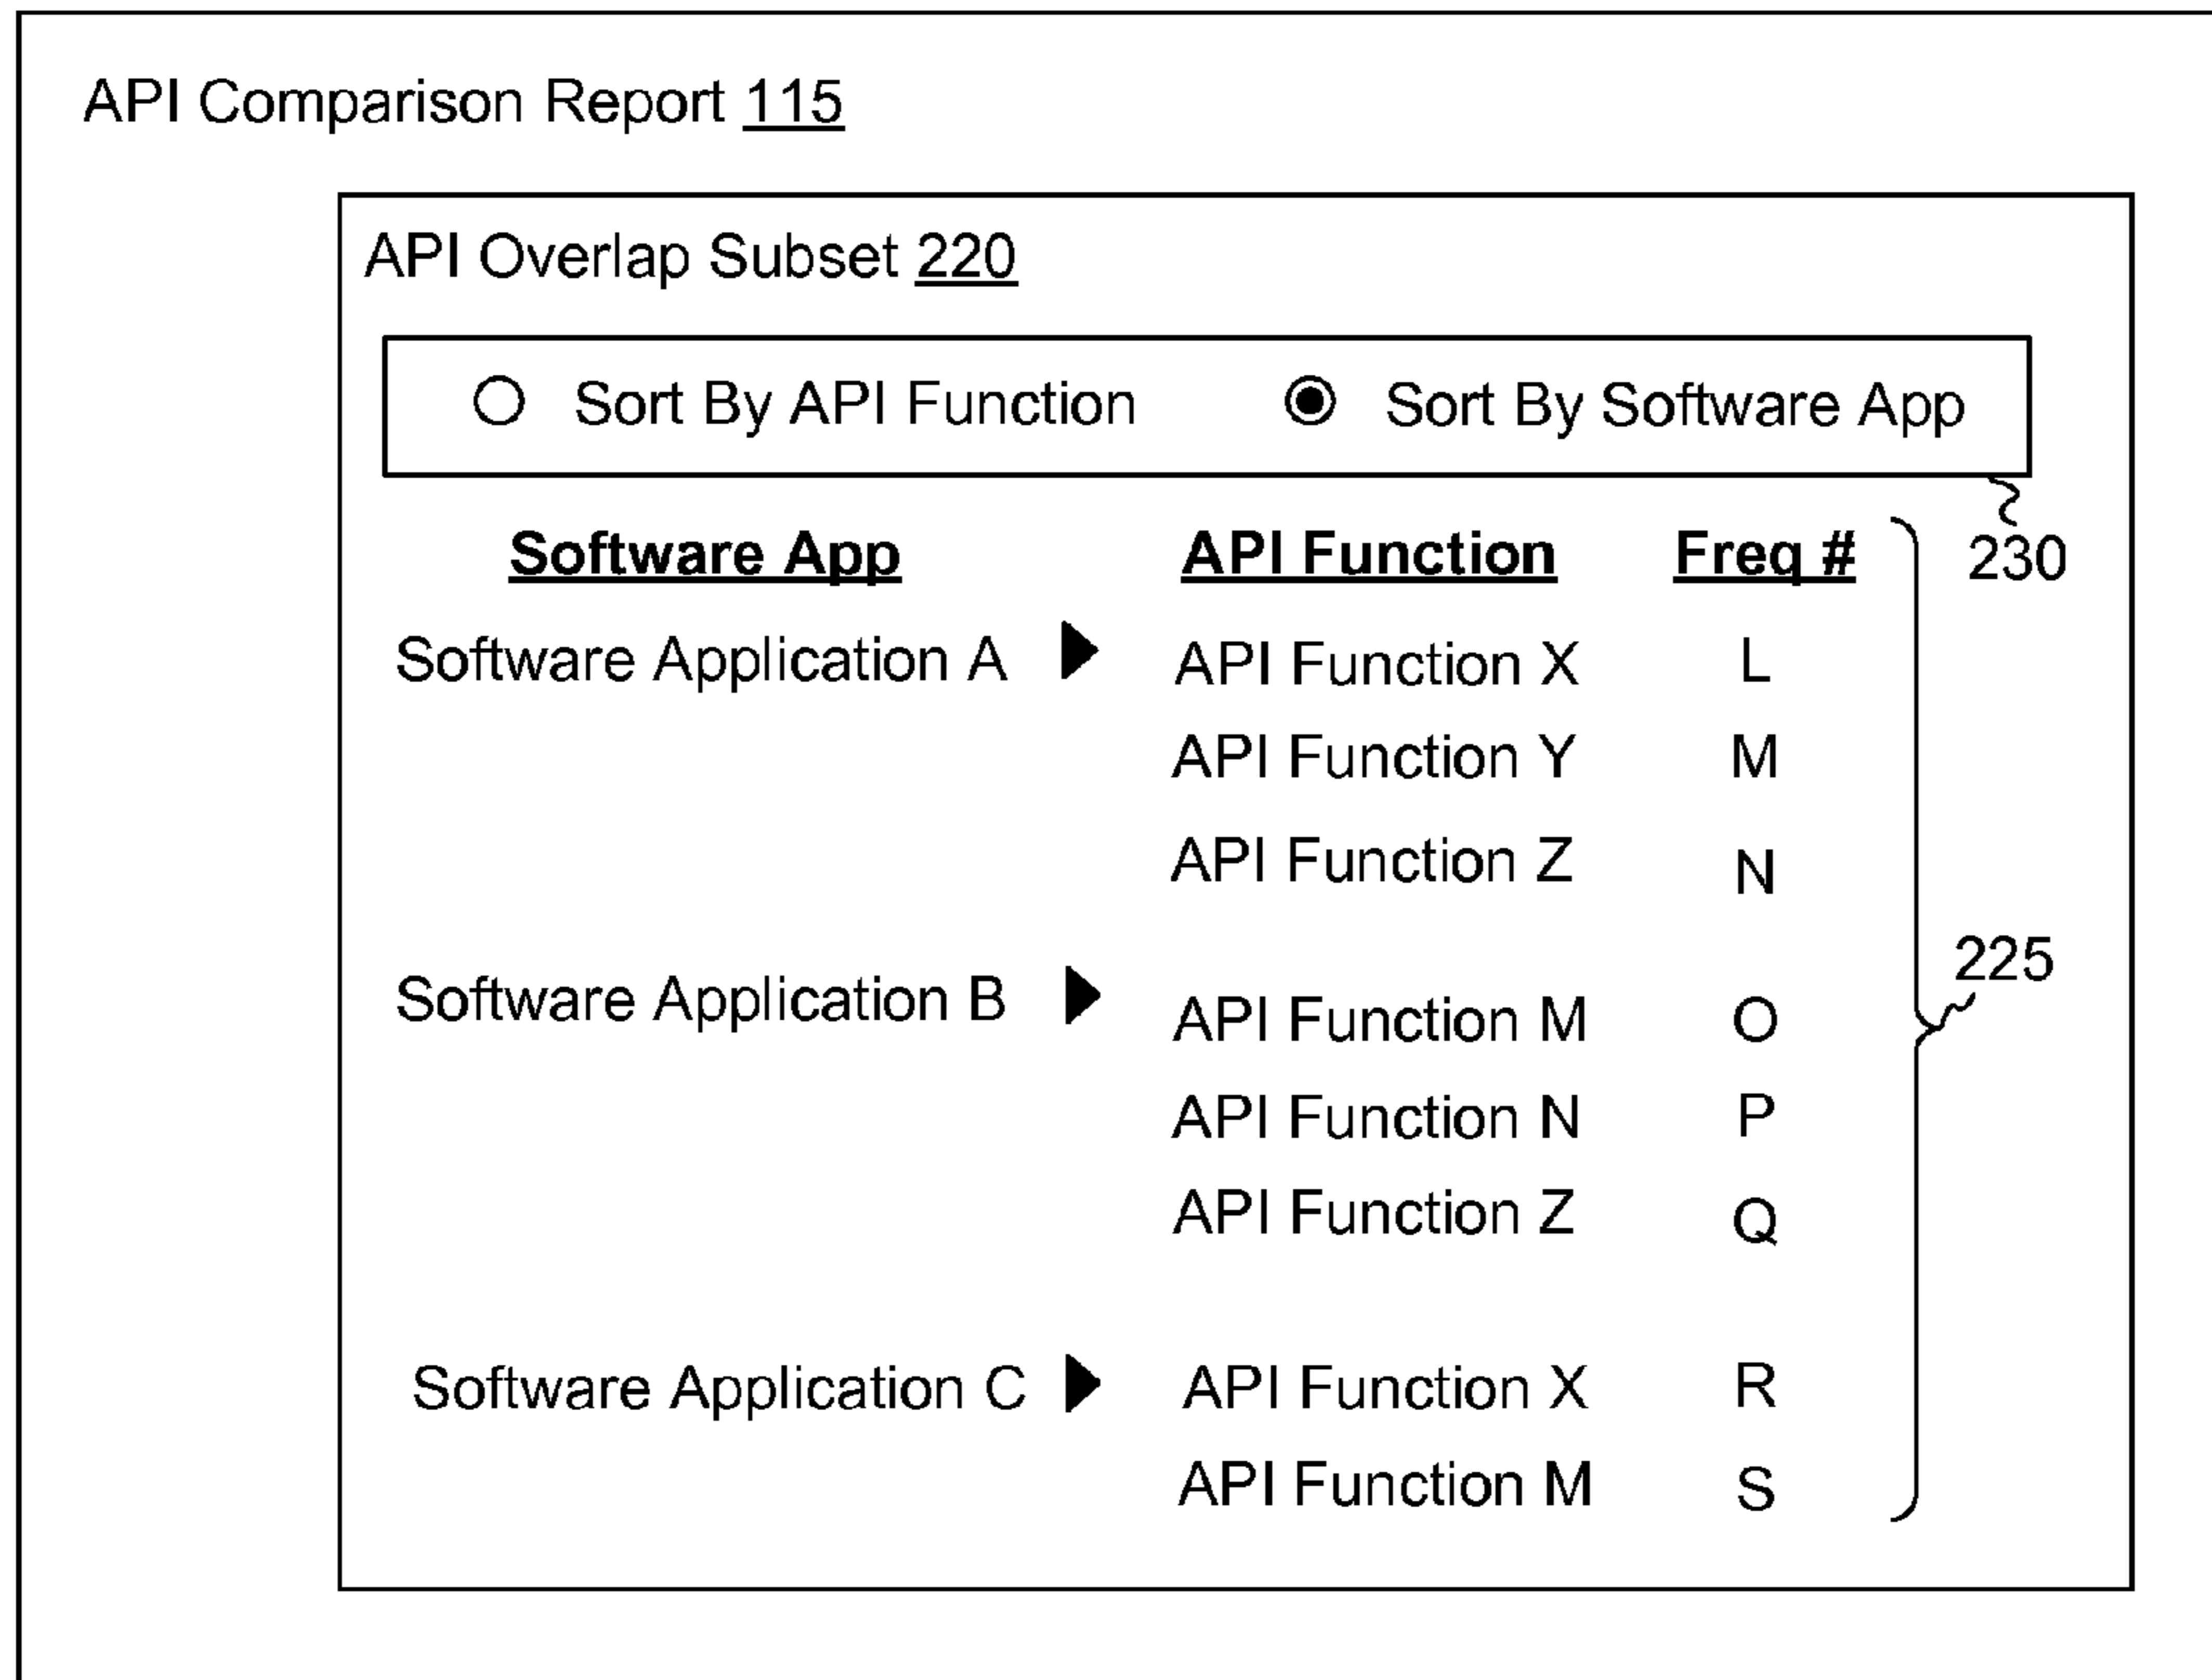 API Comparison Report 115
API Overlap Subset 220
Sort By API Function Sort By Software App
230
Software App API Function Freq #
Software Application A API Function X L
API Function Y M
API Function Z N
225
Software Application B API Function M O
API Function N P
API Function Z Q
Software Application C API Function X R
API Function M S